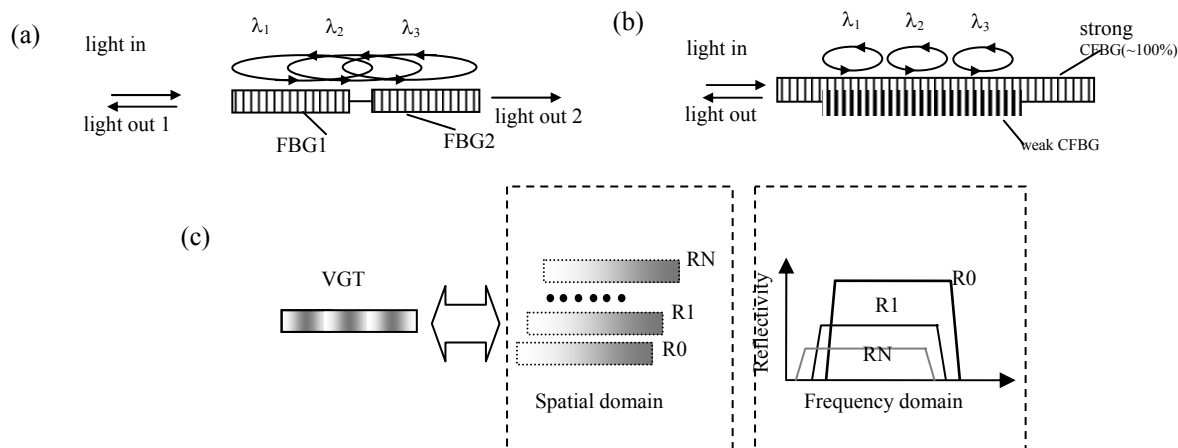 (a)
light in
λ1 λ2 λ3
light out 1
FBG1
FBG2
light out 2
(b)
light in
λ1 λ2 λ3
strong
CFBG(~100%)
light out
weak CFBG
(c)
VGT
RN
R1
R0
Spatial domain
Reflectivity
R0
R1
RN
Frequency domain